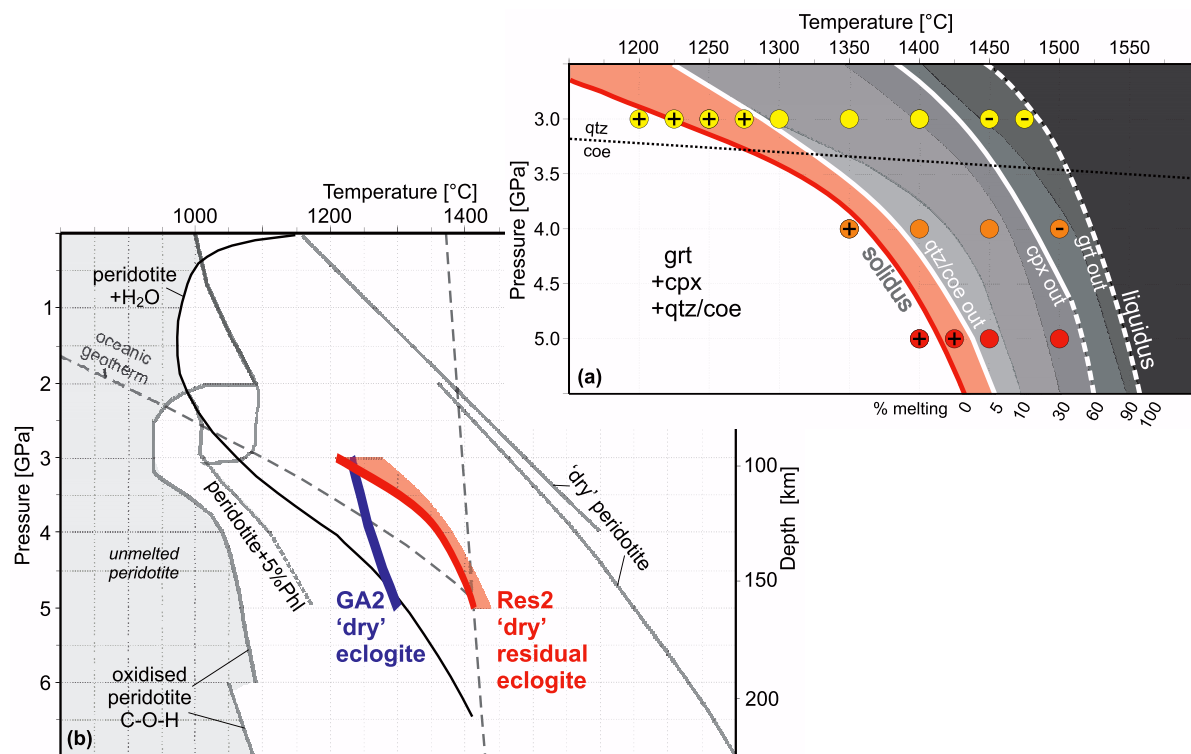 Temperature [°C]
1200 1250 1300 1350 1400 1450 1500 1550
Pressure [GPa]
3.0
3.5
4.0
4.5
5.0
qtz
coe
grt
+cpx
+qtz/coe
solidus
qtz/coe out
cpx out
grt out
liquidus
(a)
% melting 0 5 10 30 60 90 100
Temperature [°C]
1000 1200 1400
Pressure [GPa]
1
2
3
4
5
6
peridotite
+H₂O
oceanic
geotherm
peridotite+5%Phl
unmelted
peridotite
'dry' peridotite
GA2
'dry'
eclogite
Res2
'dry'
residual
eclogite
oxidised
peridotite
C-O-H
(b)
Depth [km]
100
150
200